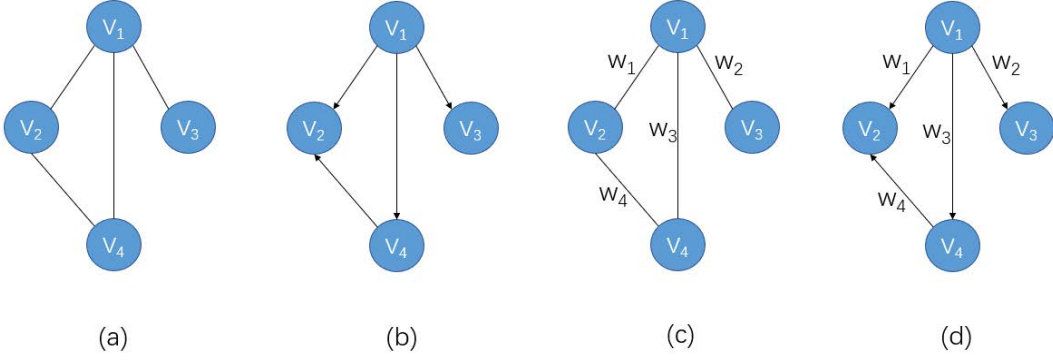 V1 V1 V1 V1
w1 w2 w1 w2
V2 V3 V2 V3 V2 w3 V3 V2 w3 V3
w4 w4
V4 V4 V4 V4
(a) (b) (c) (d)